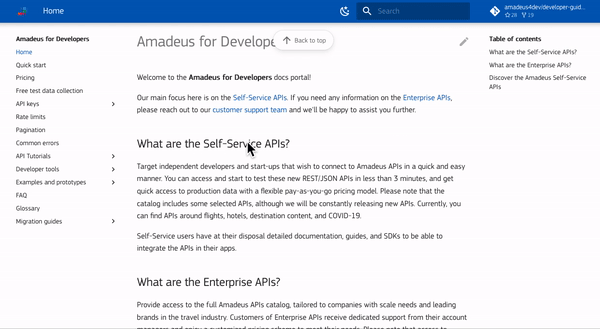 Home
Search
amadeus4dev/developer-guid...
28 19
Amadeus for Developers
Home
Quick start
Pricing
Free test data collection
API keys
Rate limits
Pagination
Common errors
API Tutorials
Developer tools
Examples and prototypes
FAQ
Glossary
Migration guides
Amadeus for Develope
Back to top
Welcome to the Amadeus for Developers docs portal!
Our main focus here is on the Self-Service APIs. If you need any information on the Enterprise APIs,
please reach out to our customer support team and we'll be happy to assist you further.
What are the Self-Service APIs?
Target independent developers and start-ups that wish to connect to Amadeus APIs in a quick and easy
manner. You can access and start to test these new REST/JSON APIs in less than 3 minutes, and get
quick access to production data with a flexible pay-as-you-go pricing model. Please note that the
catalog includes some selected APIs, although we will be constantly releasing new APIs. Currently, you
can find APIs around flights, hotels, destination content, and COVID-19.
Self-Service users have at their disposal detailed documentation, guides, and SDKs to be able to
integrate the APIs in their apps.
What are the Enterprise APIs?
Provide access to the full Amadeus APIs catalog, tailored to companies with scale needs and leading
brands in the travel industry. Customers of Enterprise APIs receive dedicated support from their account
Table of contents
What are the Self-Service APIs?
What are the Enterprise APIs?
Discover the Amadeus Self-Service
APIs